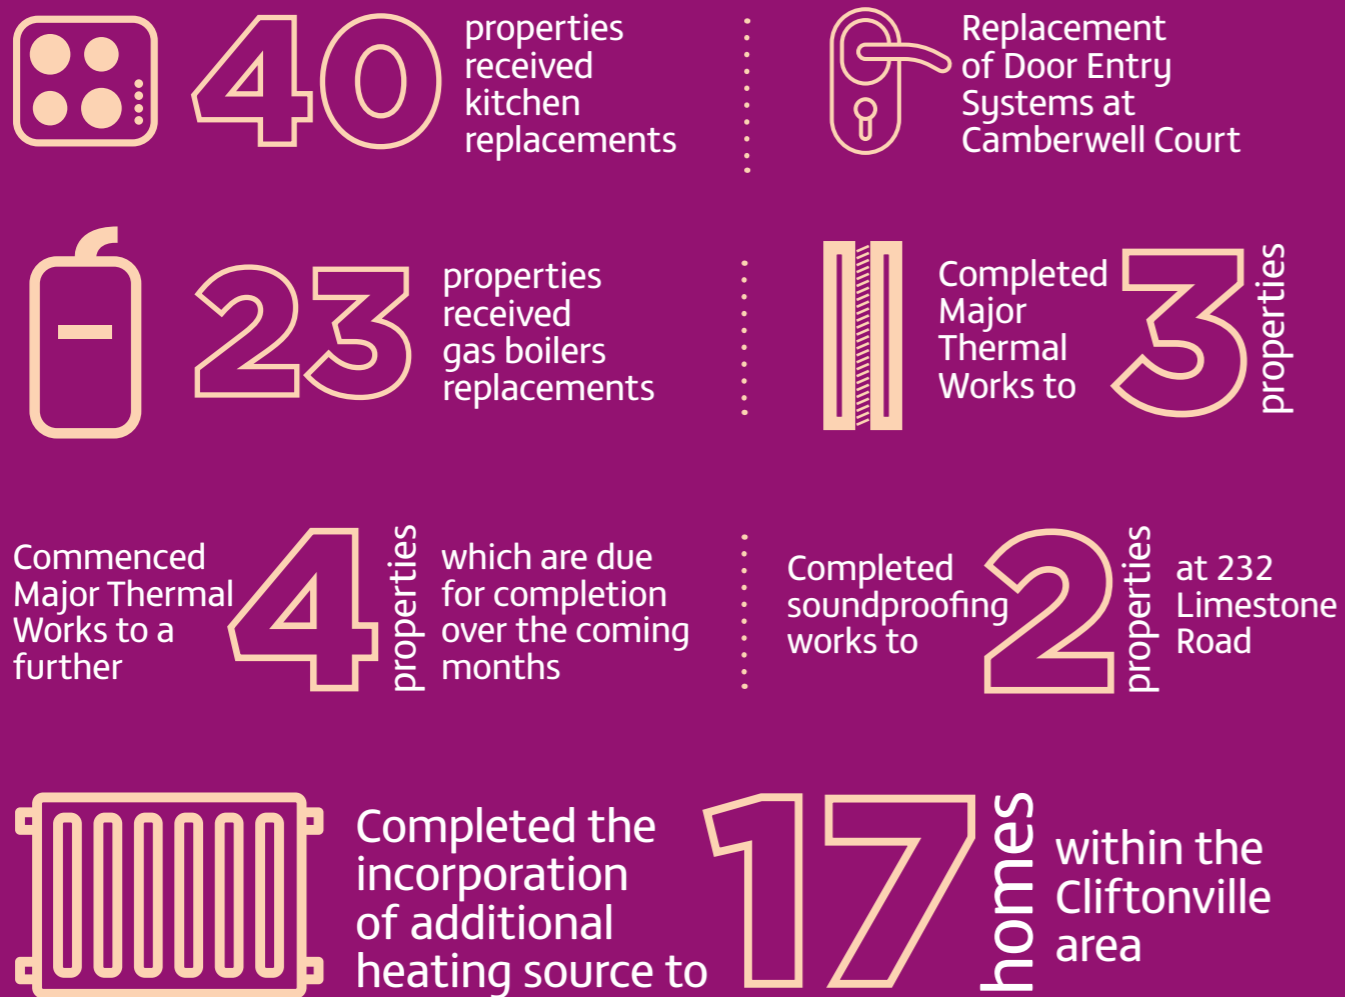 40
properties
received
kitchen
replacements
Replacement
of Door Entry
Systems at
Camberwell Court
23
properties
received
gas boilers
replacements
Completed
Major
Thermal
Works to
3
properties
Commenced
Major Thermal
Works to a
further
4
properties
which are due
for completion
over the coming
months
Completed
soundproofing
works to
2
properties
at 232
Limestone
Road
Completed the
incorporation
of additional
heating source to
17
homes
within the
Cliftonville
area